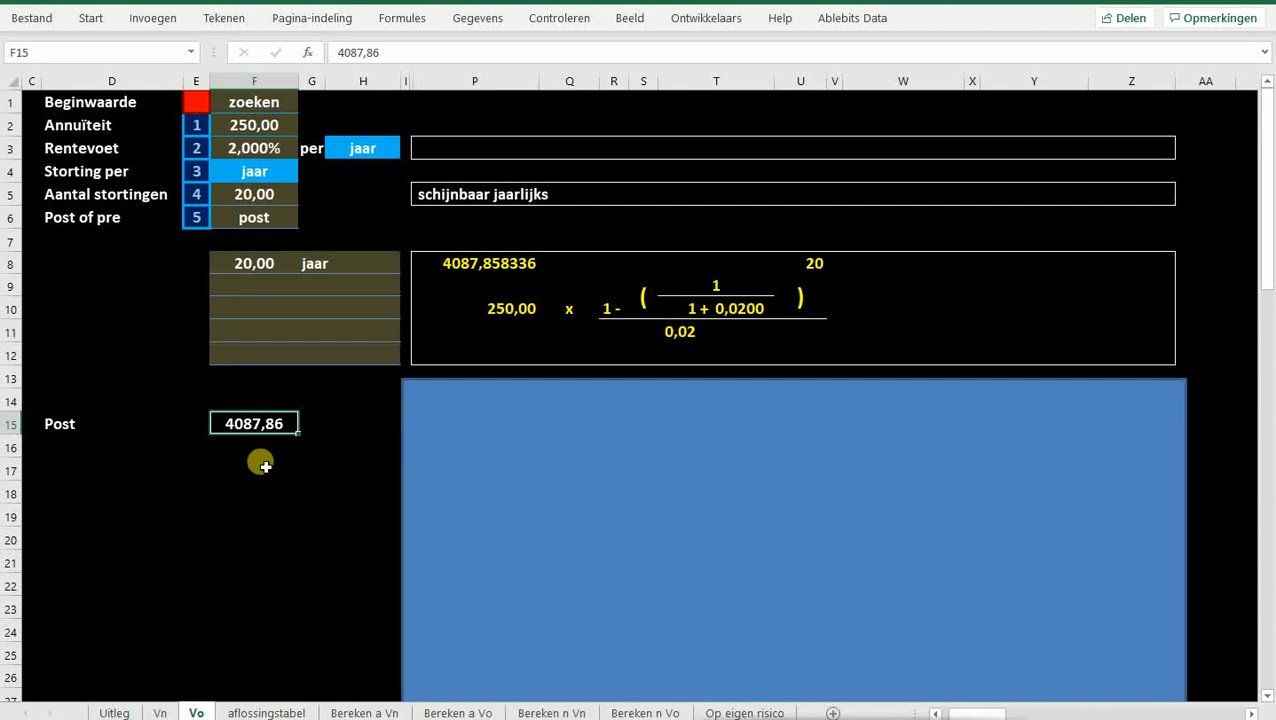 Bestand Start Invoegen Tekenen Pagina-indeling Formules Gegevens Controleren Beeld Ontwikkelaars Help Ablebits Data Delen Opmerkingen
F15 fx 4087,86
C D E F G H I P Q R S T U V W X Y Z AA
1 Beginwaarde zoeken
2 Annuïteit 1 250,00
3 Rentevoet 2 2,000% per jaar
4 Storting per 3 jaar
5 Aantal stortingen 4 20,00 schijnbaar jaarlijks
6 Post of pre 5 post
7
8 20,00 jaar 4087,858336 20
9 ( 1 )
10 250,00 x 1 - 1 + 0,0200
11 0,02
12
13
14
15 Post 4087,86
16
17
18
19
20
21
22
23
24
25
26
27
Uitleg Vn Vo aflossingstabel Bereken a Vn Bereken a Vo Bereken n Vn Bereken n Vo Op eigen risico